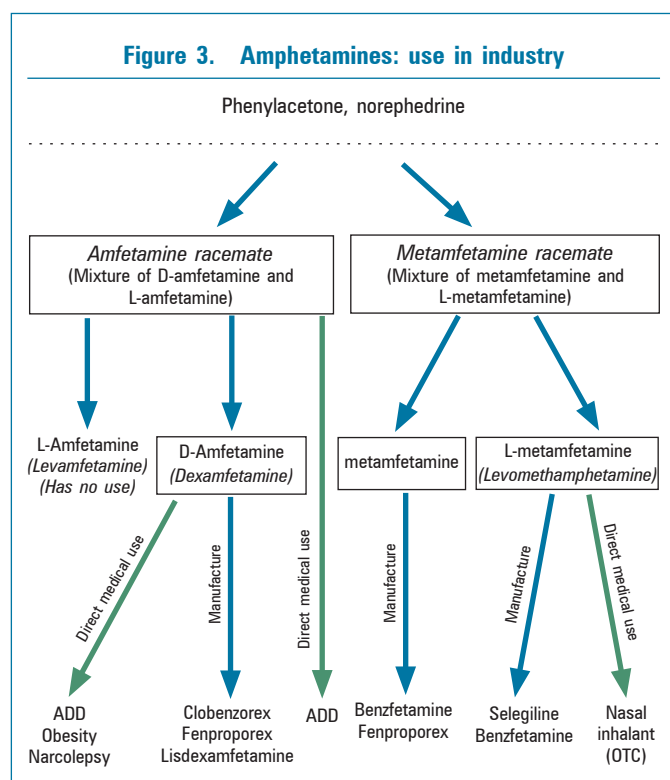 Figure 3. Amphetamines: use in industry
Phenylacetone, norephedrine
Amfetamine racemate
(Mixture of D-amfetamine and
L-amfetamine)
Metamfetamine racemate
(Mixture of metamfetamine and
L-metamfetamine)
L-Amfetamine
(Levamfetamine)
(Has no use)
D-Amfetamine
(Dexamfetamine)
metamfetamine
L-metamfetamine
(Levomethamphetamine)
Direct medical use
Manufacture
Direct medical use
Manufacture
Manufacture
Direct medical use
ADD
Obesity
Narcolepsy
Clobenzorex
Fenproporex
Lisdexamfetamine
ADD
Benzfetamine
Fenproporex
Selegiline
Benzfetamine
Nasal
inhalant
(OTC)